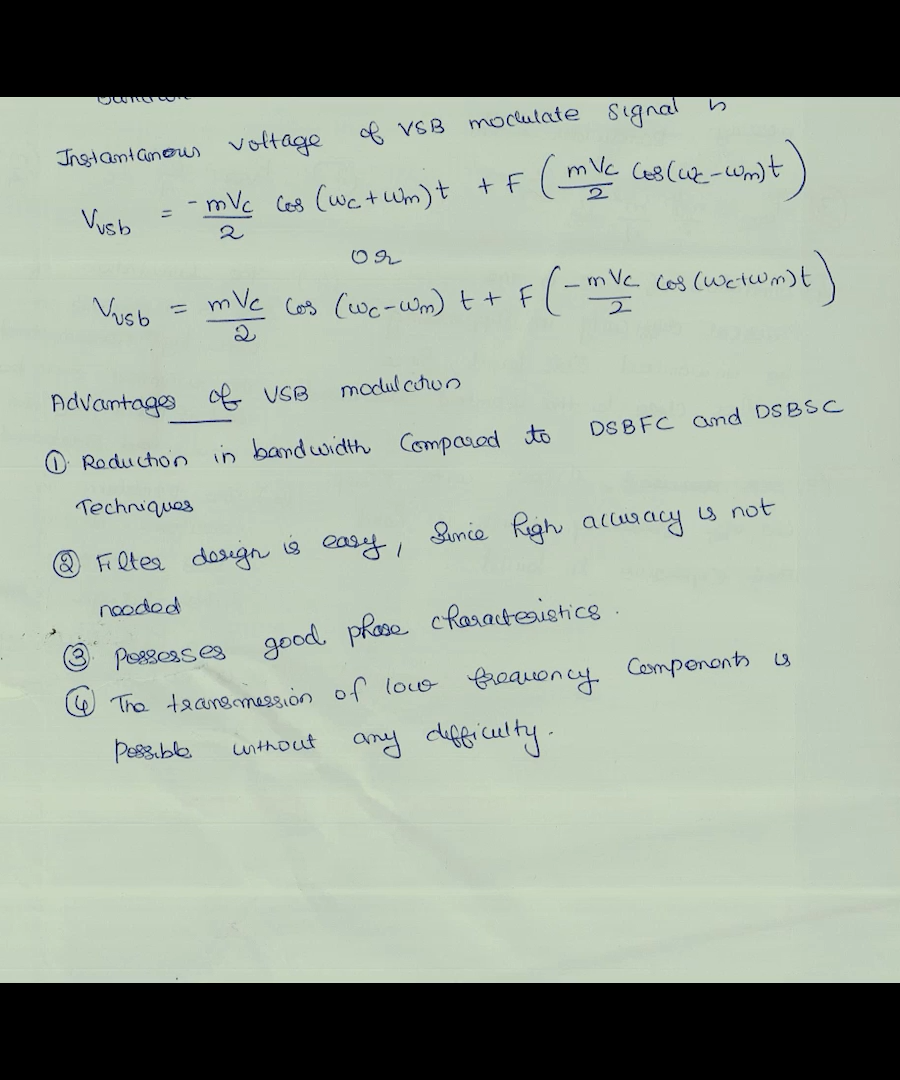 Instantanous voltage of VSB modulate signal is
Vvsb = -mVc/2 cos (ωc+ωm)t + F (mVc/2 cos(ωc-ωm)t)
OR
Vvsb = mVc/2 cos (ωc-ωm) t + F (-mVc/2 cos(ωc+ωm)t)
Advantages of VSB modulation
① Reduction in bandwidth Compared to DSBFC and DSBSC
Techniques
② Filter design is easy, Since high accuracy is not
needed
③ Possesses good phase characteristics.
④ The transmission of low frequency components is
possible without any difficulty.